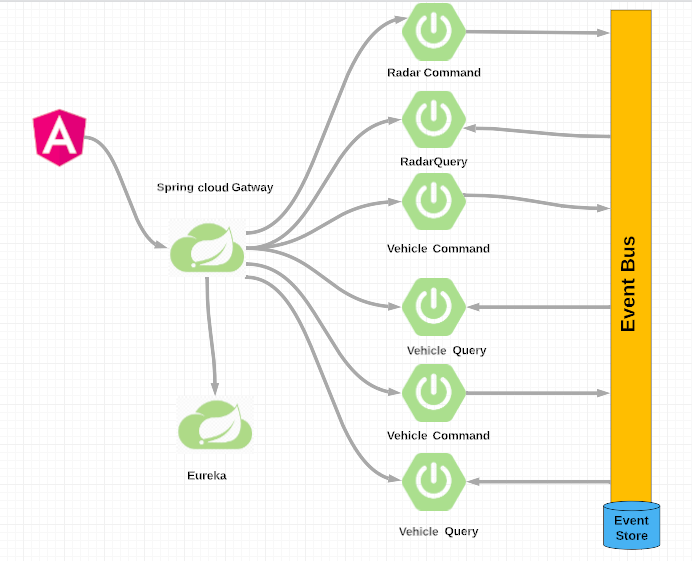 Radar Command
RadarQuery
Spring cloud Gatway
A
Vehicle Command
Event Bus
Vehicle Query
Vehicle Command
Eureka
Vehicle Query
Event
Store